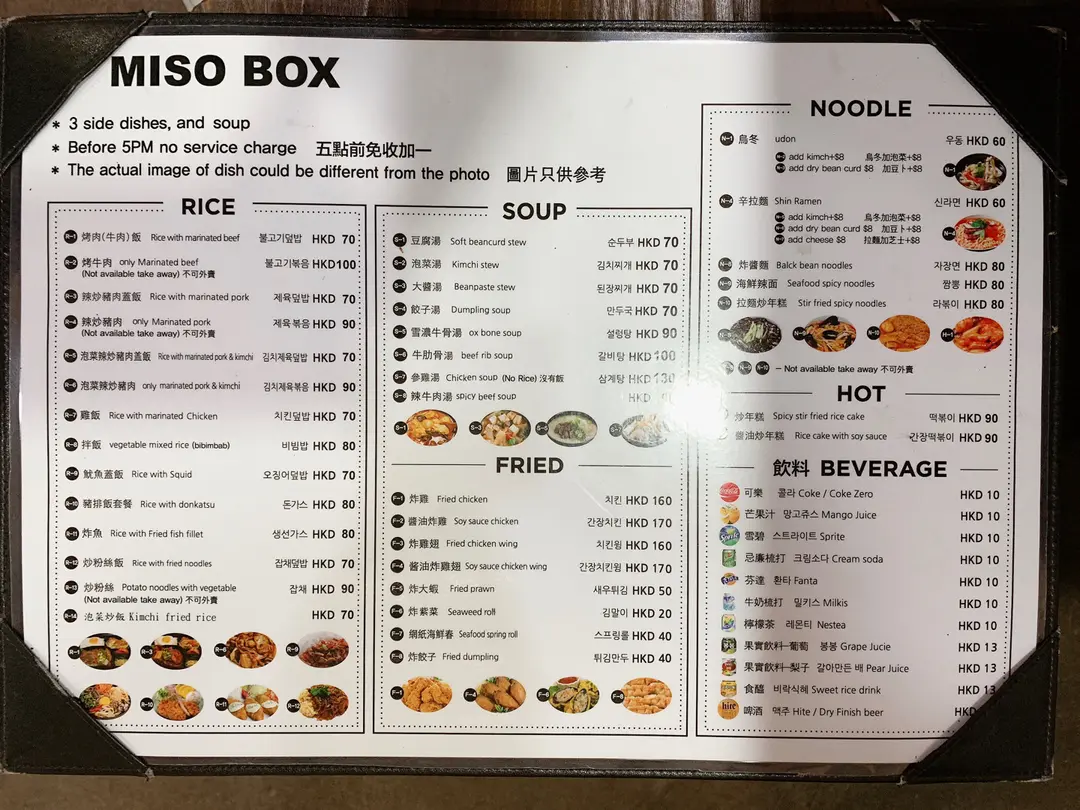 MISO BOX
* 3 side dishes, and soup
* Before 5PM no service charge 五點前免收加一
* The actual image of dish could be different from the photo 圖片只供參考
RICE
R-1 烤肉(牛肉)飯 Rice with marinated beef 불고기덮밥 HKD 70
R-2 烤牛肉 only Marinated beef 불고기볶음 HKD100
(Not available take away) 不可外賣
R-3 辣炒豬肉蓋飯 Rice with marinated pork 제육덮밥 HKD 70
R-4 辣炒豬肉 only Marinated pork 제육볶음 HKD 90
(Not available take away) 不可外賣
R-5 泡菜辣炒豬肉蓋飯 Rice with marinated pork & kimchi 김치제육덮밥 HKD 70
R-6 泡菜辣炒豬肉 only marinated pork & kimchi 김치제육볶음 HKD 90
R-7 雞飯 Rice with marinated Chicken 치킨덮밥 HKD 70
R-8 拌飯 vegetable mixed rice (bibimbab) 비빔밥 HKD 80
R-9 魷魚蓋飯 Rice with Squid 오징어덮밥 HKD 70
R-10 豬排飯套餐 Rice with donkatsu 돈가스 HKD 80
R-11 炸魚 Rice with Fried fish fillet 생선가스 HKD 80
R-12 炒粉絲飯 Rice with fried noodles 잡채덮밥 HKD 70
R-13 炒粉絲 Potato noodles with vegetable 잡채 HKD 90
(Not available take away) 不可外賣
R-14 泡菜炒飯 Kimchi fried rice HKD 70
R-1 R-3 R-6 R-9
R-10 R-11 R-12
SOUP
S-1 豆腐湯 Soft beancurd stew 순두부 HKD 70
S-2 泡菜湯 Kimchi stew 김치찌개 HKD 70
S-3 大醬湯 Beanpaste stew 된장찌개 HKD 70
S-4 餃子湯 Dumpling soup 만두국 HKD 70
S-5 雪濃牛骨湯 ox bone soup 설렁탕 HKD 90
S-6 牛肋骨湯 beef rib soup 갈비탕 HKD 100
S-7 參雞湯 Chicken soup (No Rice) 沒有飯 삼계탕 HKD 130
S-8 辣牛肉湯 spicy beef soup HKD
S-1 S-3 S-5 S-7
FRIED
F-1 炸雞 Fried chicken 치킨 HKD 160
F-2 醬油炸雞 Soy sauce chicken 간장치킨 HKD 170
F-3 炸雞翅 Fried chicken wing 치킨윙 HKD 160
F-4 醬油炸雞翅 Soy sauce chicken wing 간장치킨윙 HKD 170
F-5 炸大蝦 Fried prawn 새우튀김 HKD 50
F-6 炸紫菜 Seaweed roll 김말이 HKD 20
F-7 網紙海鮮春 Seafood spring roll 스프링롤 HKD 40
F-8 炸餃子 Fried dumpling 튀김만두 HKD 40
F-1 F-4 F-6 F-8
NOODLE
N-1 烏冬 udon 우동 HKD 60
add kimch+$8 烏冬加泡菜+$8
add dry bean curd $8 加豆卜+$8
N-1
N-4 辛拉麵 Shin Ramen 신라면 HKD 60
add kimch+$8 烏冬加泡菜+$8
add dry bean curd $8 加豆卜+$8
add cheese $8 拉麵加芝士+$8
N-4
炸醬麵 Balck bean noodles 자장면 HKD 80
海鮮辣面 Seafood spicy noodles 짬뽕 HKD 80
N-10 拉麵炒年糕 Stir fried spicy noodles 라볶이 HKD 80
N-9 N-10 H-1
N-10 – Not available take away 不可外賣
HOT
炒年糕 Spicy stir fried rice cake 떡볶이 HKD 90
醬油炒年糕 Rice cake with soy sauce 간장떡볶이 HKD 90
飲料 BEVERAGE
可樂 콜라 Coke / Coke Zero HKD 10
芒果汁 망고쥬스 Mango Juice HKD 10
雪碧 스트라이트 Sprite HKD 10
忌廉梳打 크림소다 Cream soda HKD 10
芬達 환타 Fanta HKD 10
牛奶梳打 밀키스 Milkis HKD 10
檸檬茶 레몬티 Nestea HKD 10
果實飲料—葡萄 봉봉 Grape Jucie HKD 13
果實飲料—梨子 갈아만든 배 Pear Juice HKD 13
食醯 비락식혜 Sweet rice drink HKD 13
hite 啤酒 맥주 Hite / Dry Finish beer HKD